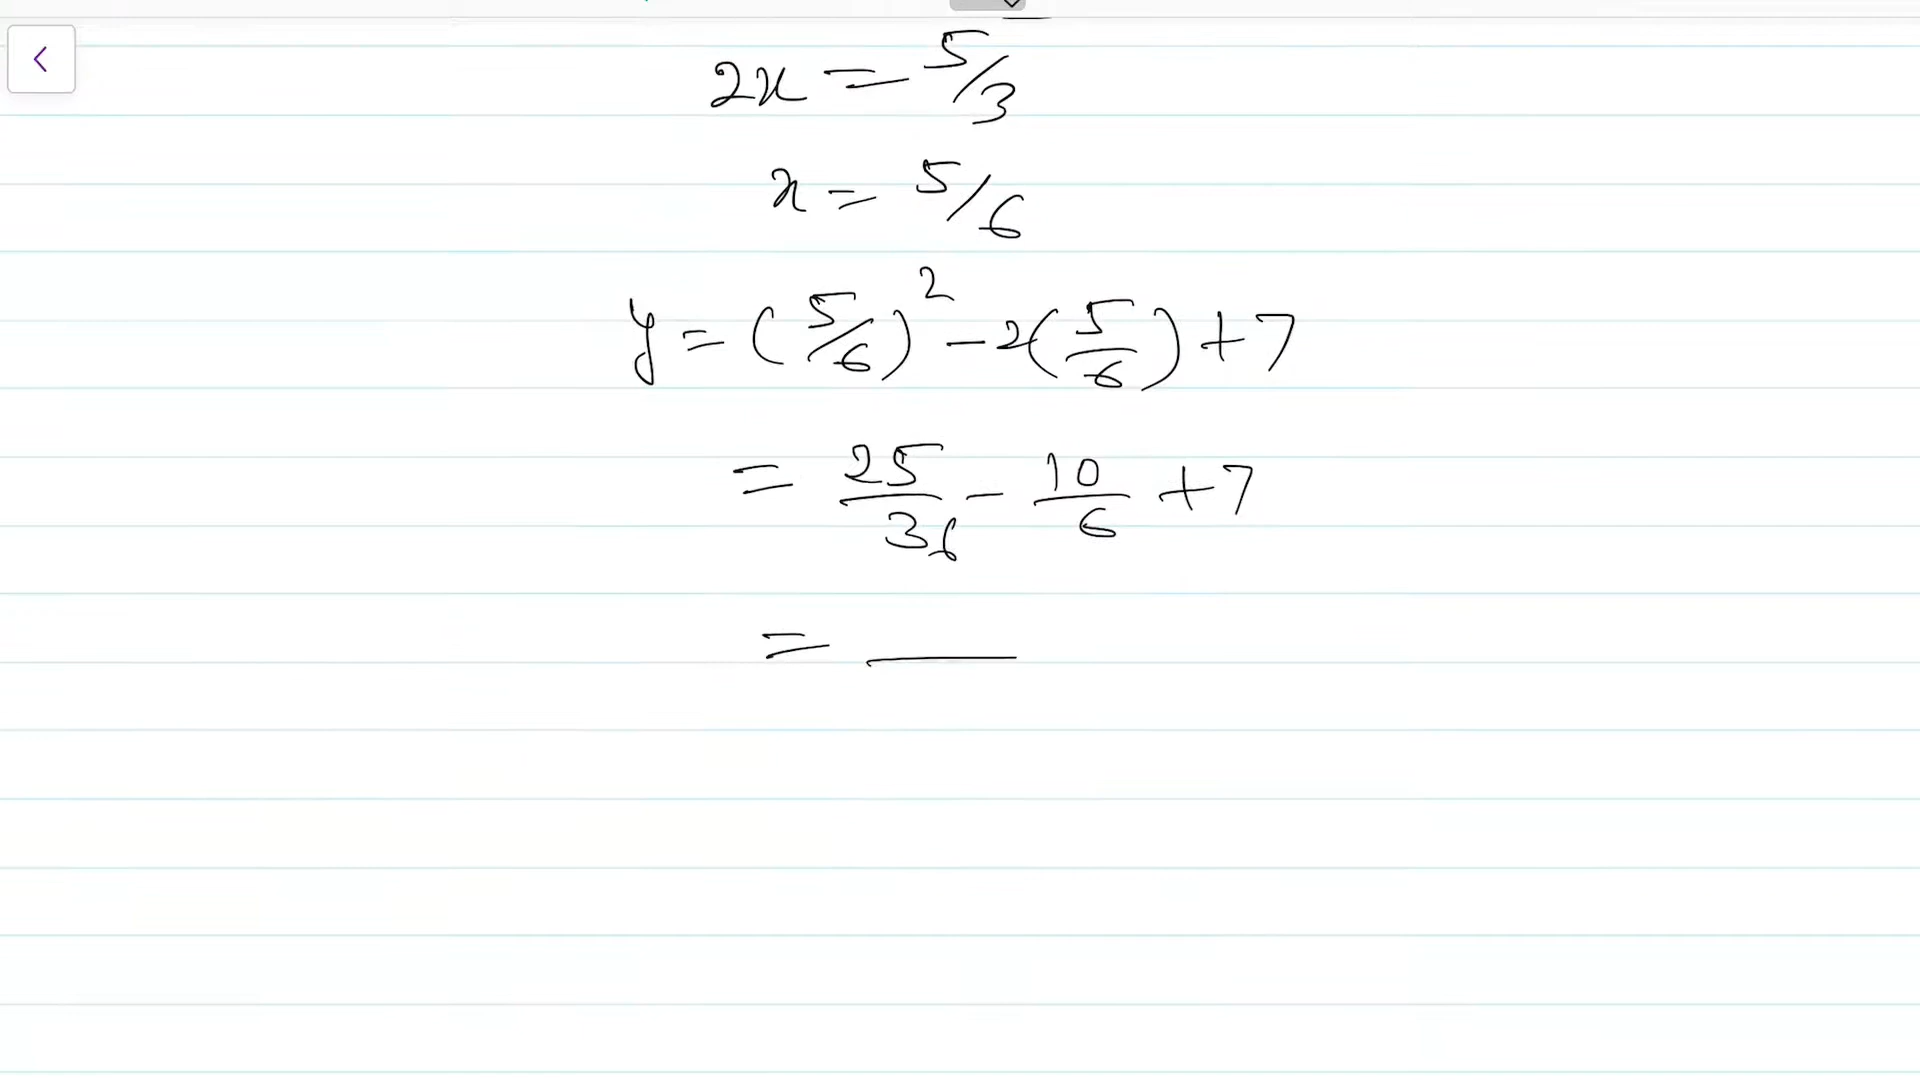 2x = 5/3
x = 5/6
y = (5/6)² - 2(5/6) + 7
= 25/36 - 10/6 + 7
=